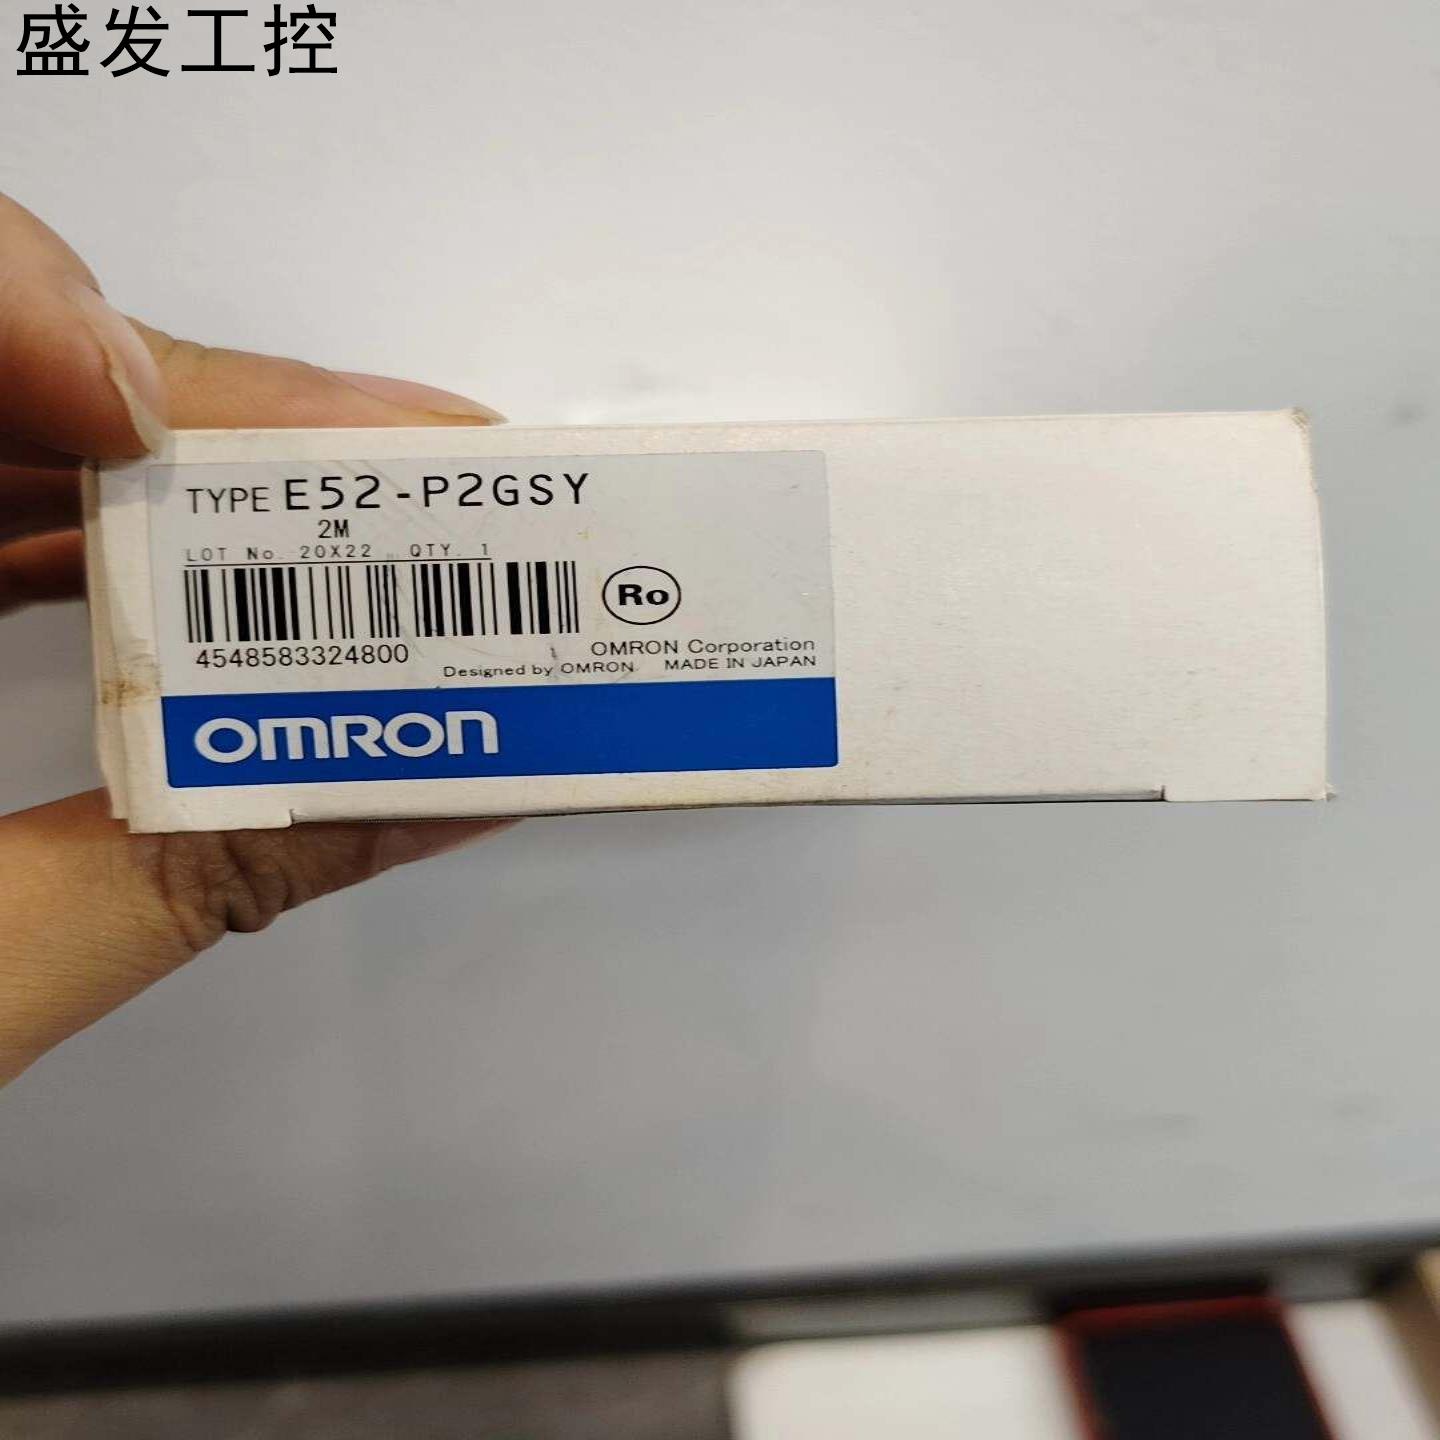 盛发工控
TYPE E52-P2GSY
2M
LOT No. 20X22 QTY. 1
Ro
4548583324800
1
OMRON Corporation
Designed by OMRON MADE IN JAPAN
OMRON